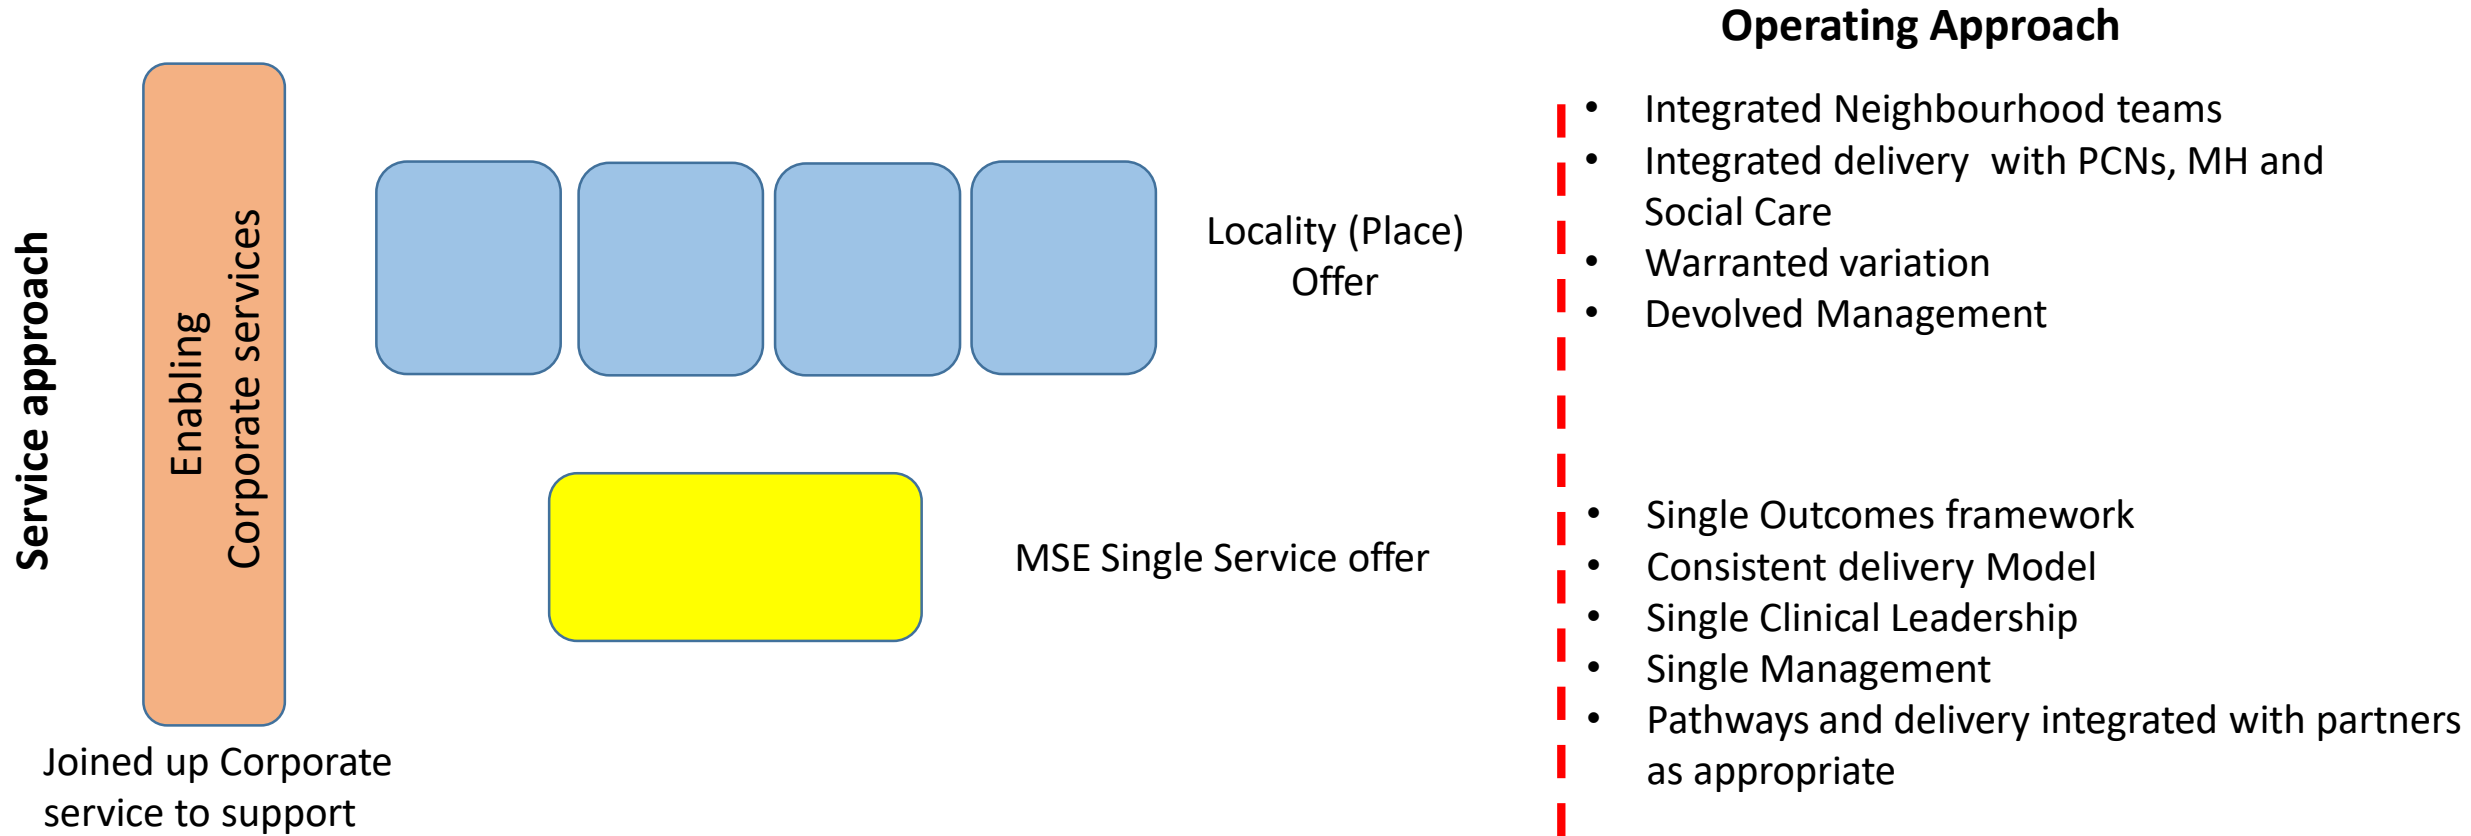 Operating Approach
Service approach
Enabling
Corporate services
Joined up Corporate
service to support
Locality (Place)
Offer
MSE Single Service offer
• Integrated Neighbourhood teams
• Integrated delivery with PCNs, MH and
Social Care
• Warranted variation
• Devolved Management
• Single Outcomes framework
• Consistent delivery Model
• Single Clinical Leadership
• Single Management
• Pathways and delivery integrated with partners
as appropriate